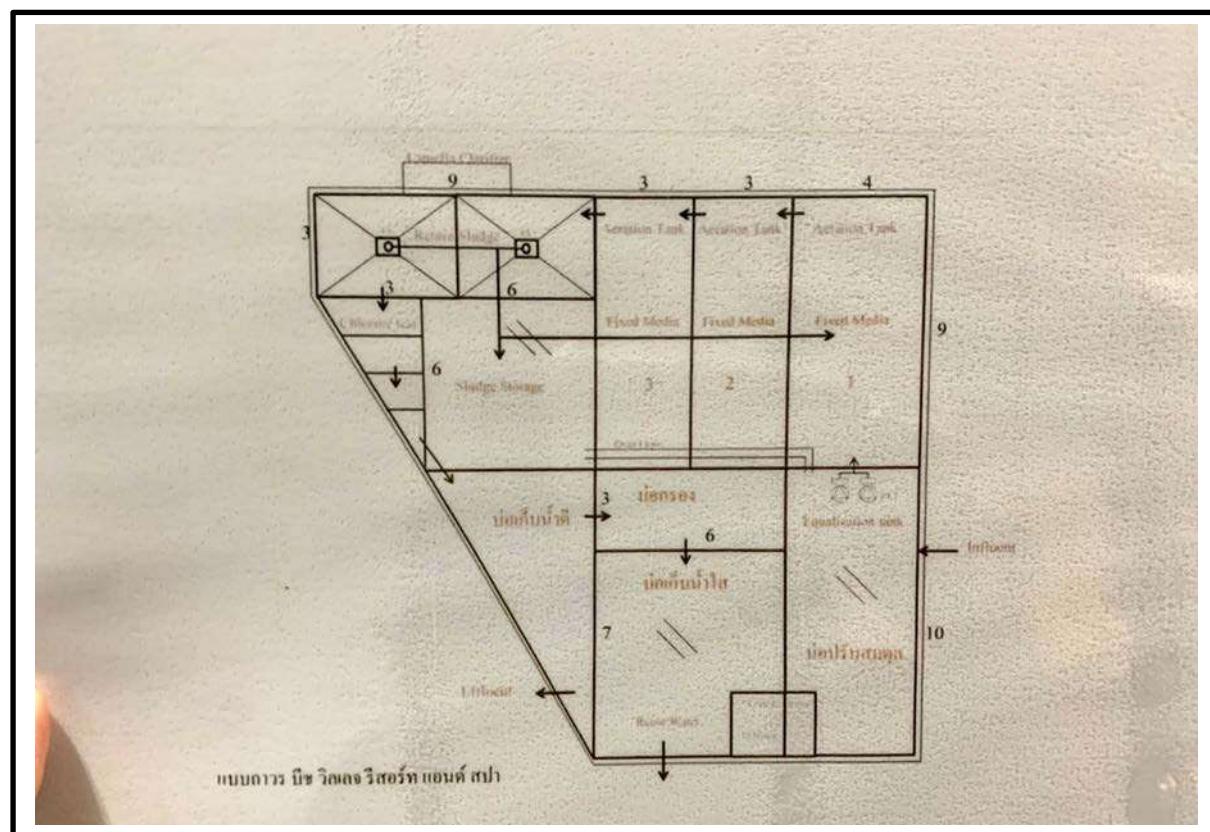 Lamella Clarifier
9
3
3
4
3
Return Sludge
Aeration Tank
Aeration Tank
Aeration Tank
3
6
Fixed Media
Fixed Media
Fixed Media
9
6
Sludge Storage
3
2
1
บ่อกรอง
3
บ่อเก็บน้ำดี
Equalization tank
6
Influent
บ่อเก็บน้ำใส
7
10
บ่อปรับสมดุล
Effluent
Reuse Water
แบบถาวร บีช วิลเลจ รีสอร์ท แอนด์ สปา